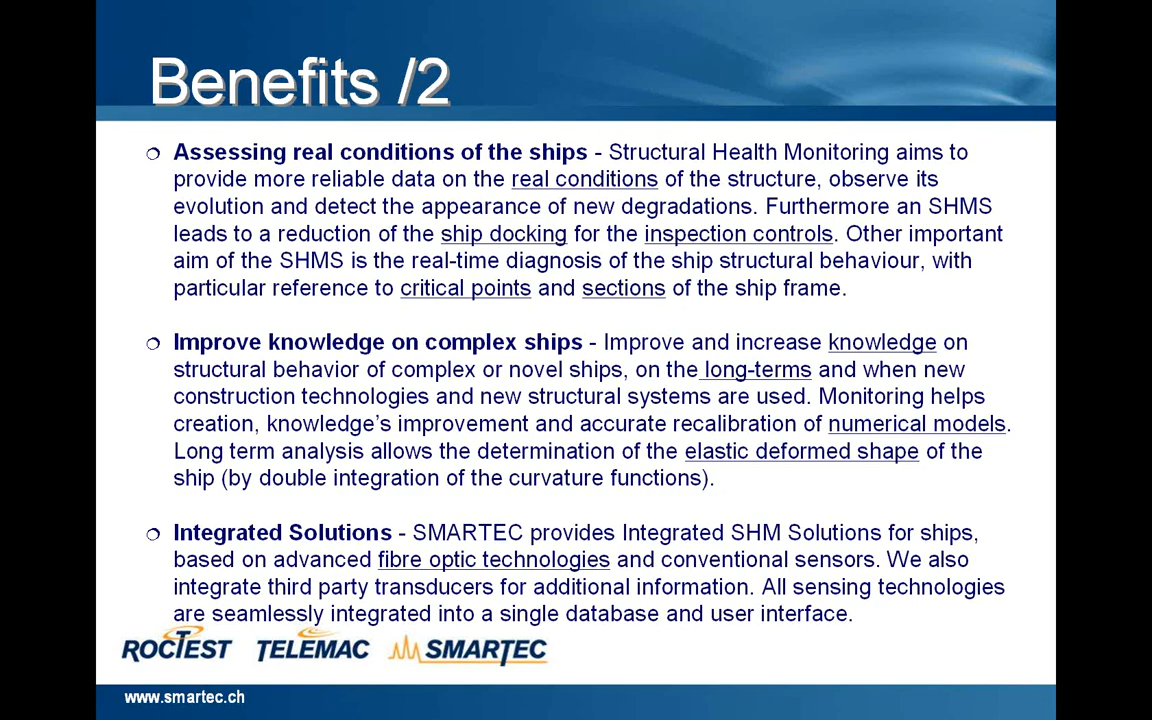 Benefits /2
Assessing real conditions of the ships - Structural Health Monitoring aims to
provide more reliable data on the real conditions of the structure, observe its
evolution and detect the appearance of new degradations. Furthermore an SHMS
leads to a reduction of the ship docking for the inspection controls. Other important
aim of the SHMS is the real-time diagnosis of the ship structural behaviour, with
particular reference to critical points and sections of the ship frame.
Improve knowledge on complex ships - Improve and increase knowledge on
structural behavior of complex or novel ships, on the long-terms and when new
construction technologies and new structural systems are used. Monitoring helps
creation, knowledge's improvement and accurate recalibration of numerical models.
Long term analysis allows the determination of the elastic deformed shape of the
ship (by double integration of the curvature functions).
Integrated Solutions - SMARTEC provides Integrated SHM Solutions for ships,
based on advanced fibre optic technologies and conventional sensors. We also
integrate third party transducers for additional information. All sensing technologies
are seamlessly integrated into a single database and user interface.
ROCTEST TELEMAC SMARTEC
www.smartec.ch